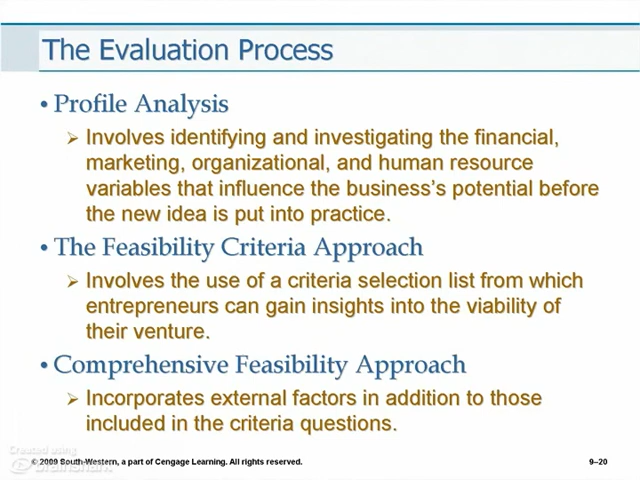 The Evaluation Process
• Profile Analysis
➢ Involves identifying and investigating the financial,
marketing, organizational, and human resource
variables that influence the business's potential before
the new idea is put into practice.
• The Feasibility Criteria Approach
➢ Involves the use of a criteria selection list from which
entrepreneurs can gain insights into the viability of
their venture.
• Comprehensive Feasibility Approach
➢ Incorporates external factors in addition to those
included in the criteria questions.
Created using
© 2009 South-Western, a part of Cengage Learning. All rights reserved.
9–20